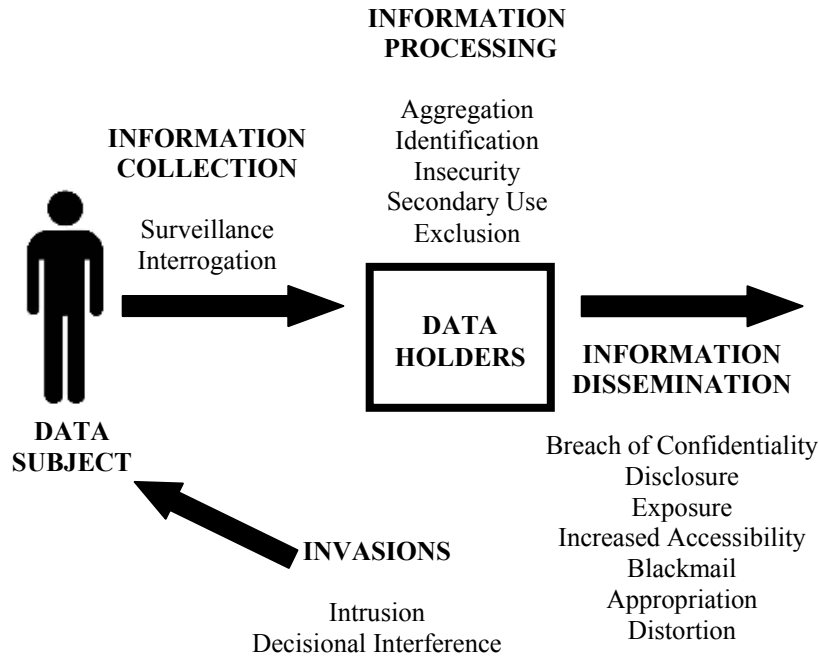 INFORMATION
PROCESSING
Aggregation
Identification
Insecurity
Secondary Use
Exclusion
INFORMATION
COLLECTION
Surveillance
Interrogation
DATA
HOLDERS
INFORMATION
DISSEMINATION
Breach of Confidentiality
Disclosure
Exposure
Increased Accessibility
Blackmail
Appropriation
Distortion
DATA
SUBJECT
INVASIONS
Intrusion
Decisional Interference